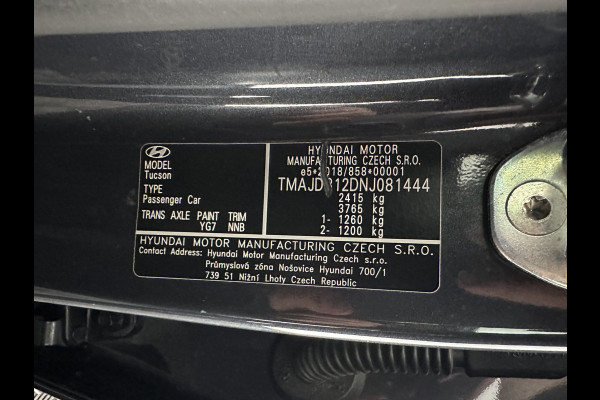 HYUNDAI MOTOR
MANUFACTURING CZECH S.R.O.
e5*2018/858*00001
2415 kg
3765 kg
1- 1260 kg
2- 1200 kg
MODEL
Tucson
TYPE
Passenger Car
TRANS AXLE PAINT TRIM
YG7 NNB
HYUNDAI MOTOR MANUFACTURING CZECH S.R.O.
Contact Address: Hyundai Motor Manufacturing Czech s.r.o.
Průmyslová zóna Nošovice Hyundai 700/1
739 51 Nižní Lhoty Czech Republic